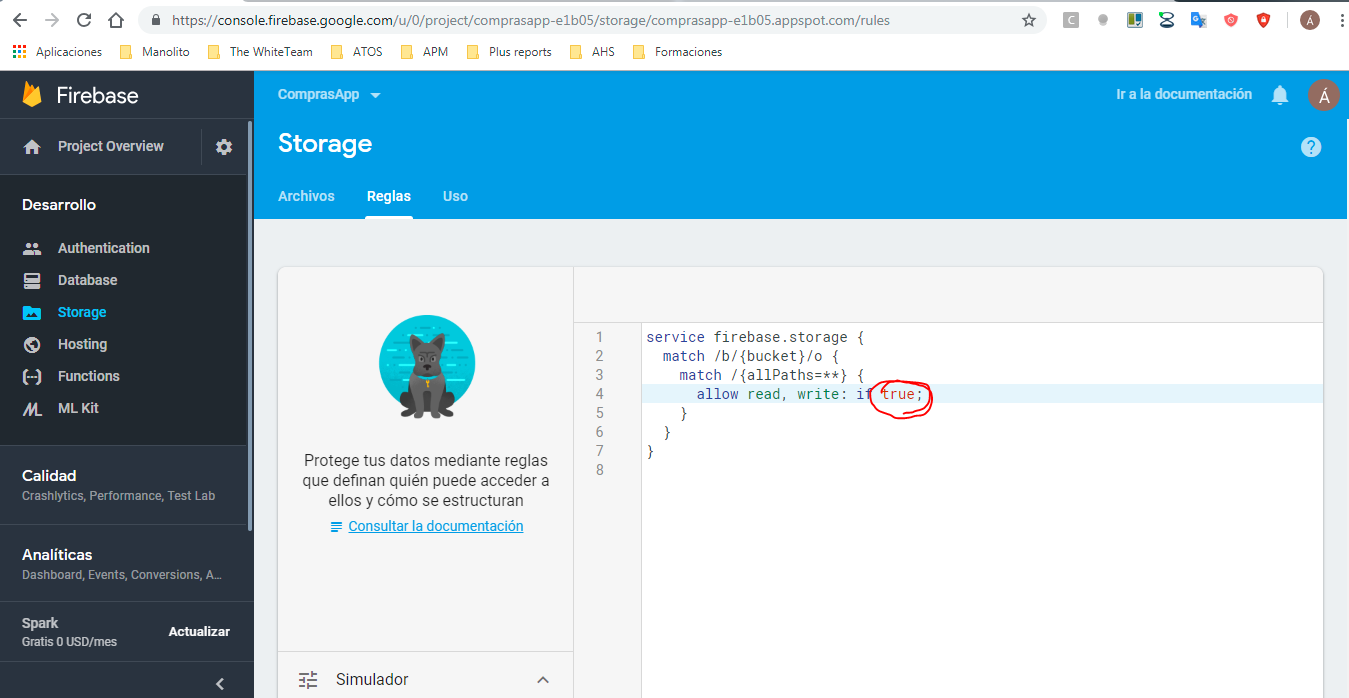 https://console.firebase.google.com/u/0/project/comprasapp-e1b05/storage/comprasapp-e1b05.appspot.com/rules
C
Á
Aplicaciones Manolito The WhiteTeam ATOS APM Plus reports AHS Formaciones
Firebase
Project Overview
Desarrollo
Authentication
Database
Storage
Hosting
Functions
ML Kit
Calidad
Crashlytics, Performance, Test Lab
Analíticas
Dashboard, Events, Conversions, A...
Spark
Gratis 0 USD/mes
Actualizar
ComprasApp
Ir a la documentación
Á
Storage
?
Archivos Reglas Uso
Protege tus datos mediante reglas
que definan quién puede acceder a
ellos y cómo se estructuran
Consultar la documentación
Simulador
1 service firebase.storage {
2 match /b/{bucket}/o {
3 match /{allPaths=**} {
4 allow read, write: if true;
5 }
6 }
7 }
8